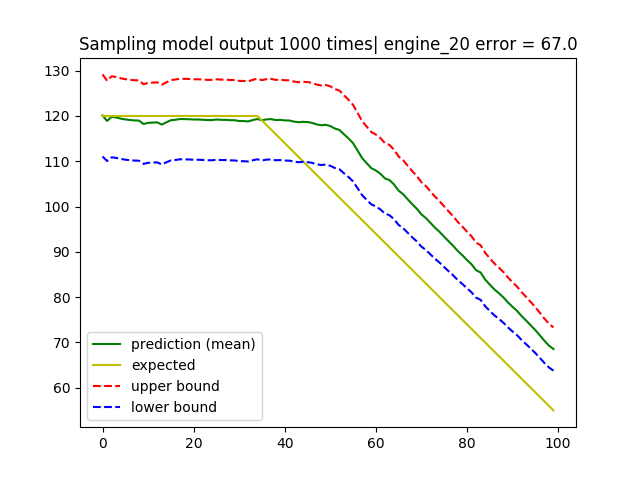 Sampling model output 1000 times| engine_20 error = 67.0
130
120
110
100
90
80
70
60
prediction (mean)
expected
upper bound
lower bound
0 20 40 60 80 100